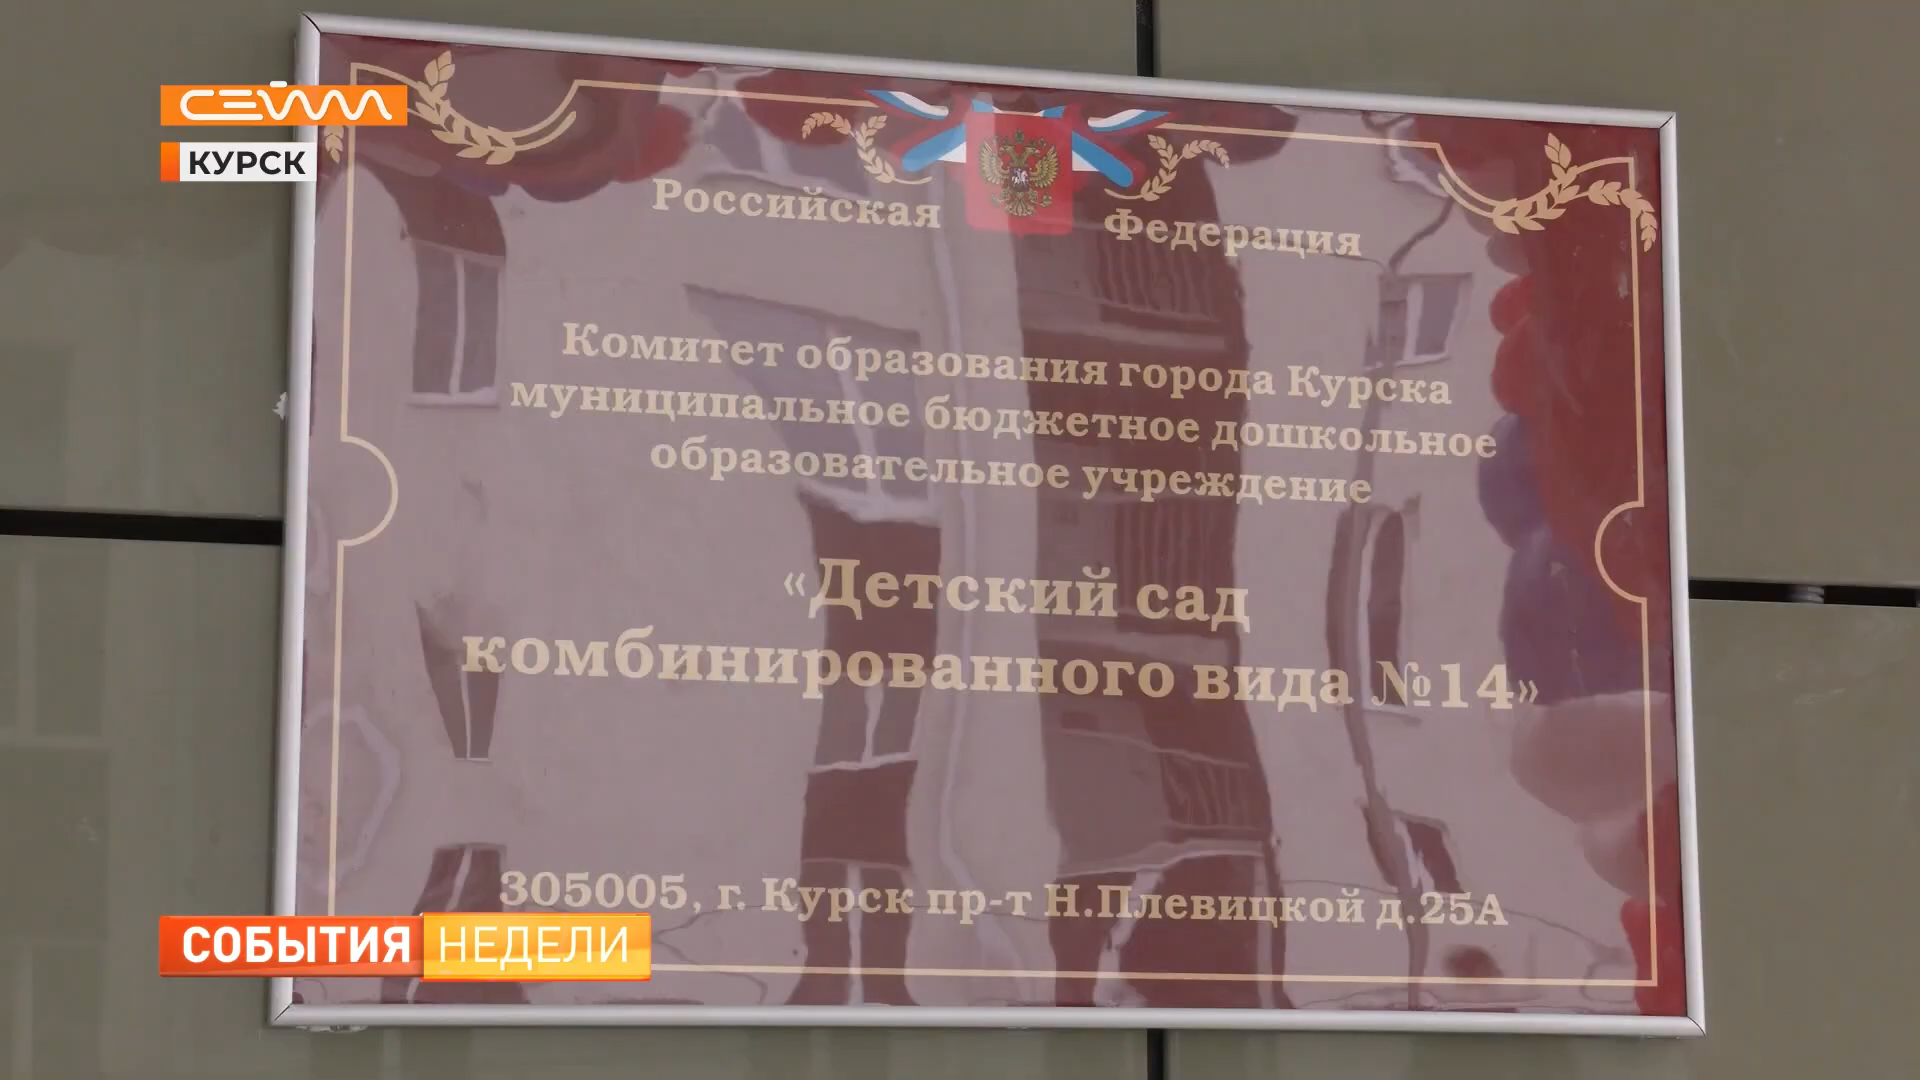 СЕЙМ
КУРСК
Российская Федерация
Комитет образования города Курска
муниципальное бюджетное дошкольное
образовательное учреждение
«Детский сад
комбинированного вида №14»
305005, г. Курск пр-т Н.Плевицкой д.25А
СОБЫТИЯ НЕДЕЛИ